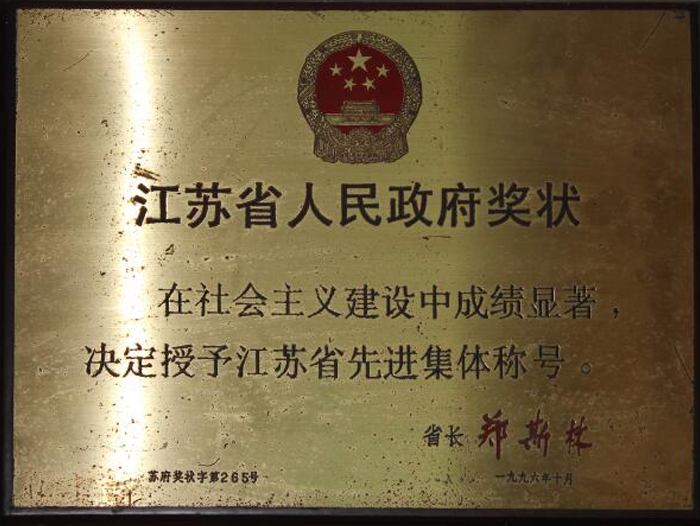 江苏省人民政府奖状
在社会主义建设中成绩显著，
决定授予江苏省先进集体称号。
省长 郑斯林
苏府奖状字第265号
一九九六年十月